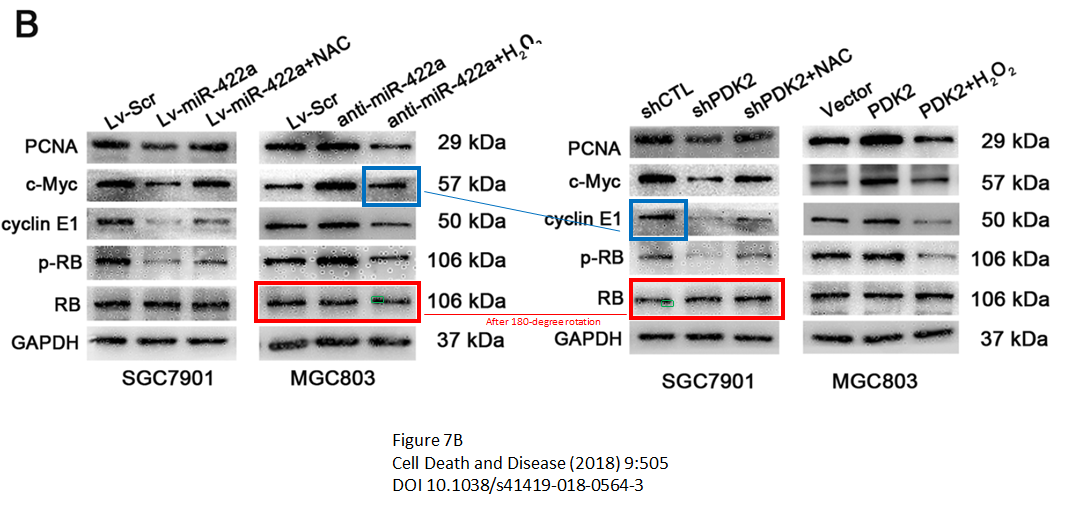 B
Lv-Scr
Lv-miR-422a
Lv-miR-422a+NAC
Lv-Scr
anti-miR-422a
anti-miR-422a+H₂O₂
shCTL
shPDK2
shPDK2+NAC
Vector
PDK2
PDK2+H₂O₂
PCNA 29 kDa PCNA 29 kDa
c-Myc 57 kDa c-Myc 57 kDa
cyclin E1 50 kDa cyclin E1 50 kDa
p-RB 106 kDa p-RB 106 kDa
RB 106 kDa RB 106 kDa
After 180-degree rotation
GAPDH 37 kDa GAPDH 37 kDa
SGC7901 MGC803 SGC7901 MGC803
Figure 7B
Cell Death and Disease (2018) 9:505
DOI 10.1038/s41419-018-0564-3